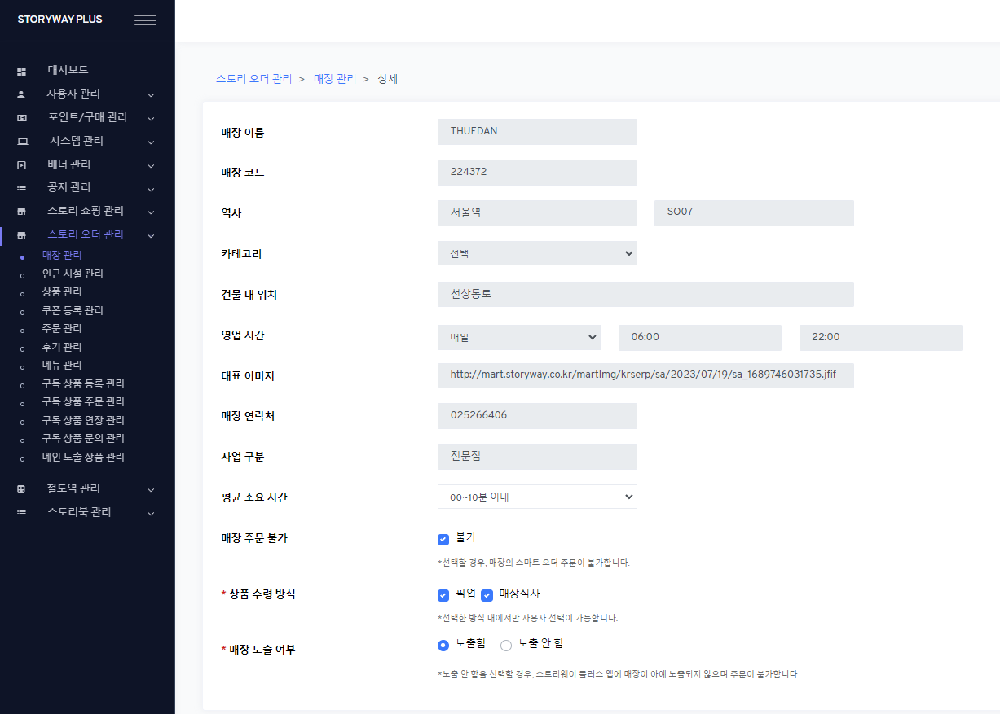 STORYWAY PLUS
대시보드
사용자 관리
포인트/구매 관리
시스템 관리
배너 관리
공지 관리
스토리 쇼핑 관리
스토리 오더 관리
매장 관리
인근 시설 관리
상품 관리
쿠폰 등록 관리
주문 관리
후기 관리
메뉴 관리
구독 상품 등록 관리
구독 상품 주문 관리
구독 상품 연장 관리
구독 상품 문의 관리
메인 노출 상품 관리
철도역 관리
스토리북 관리
스토리 오더 관리 > 매장 관리 > 상세
매장 이름 THUEDAN
매장 코드 224372
역사 서울역 SO07
카테고리 선택
건물 내 위치 선상통로
영업 시간 매일 06:00 22:00
대표 이미지 http://mart.storyway.co.kr/martImg/krserp/sa/2023/07/19/sa_1689746031735.jfif
매장 연락처 025266406
사업 구분 전문점
평균 소요 시간 00~10분 이내
매장 주문 불가 불가
*선택할 경우, 매장의 스마트 오더 주문이 불가합니다.
* 상품 수령 방식 픽업 매장식사
*선택한 방식 내에서만 사용자 선택이 가능합니다.
* 매장 노출 여부 노출함 노출 안 함
*노출 안 함을 선택할 경우, 스토리웨이 플러스 앱에 매장이 아예 노출되지 않으며 주문이 불가합니다.